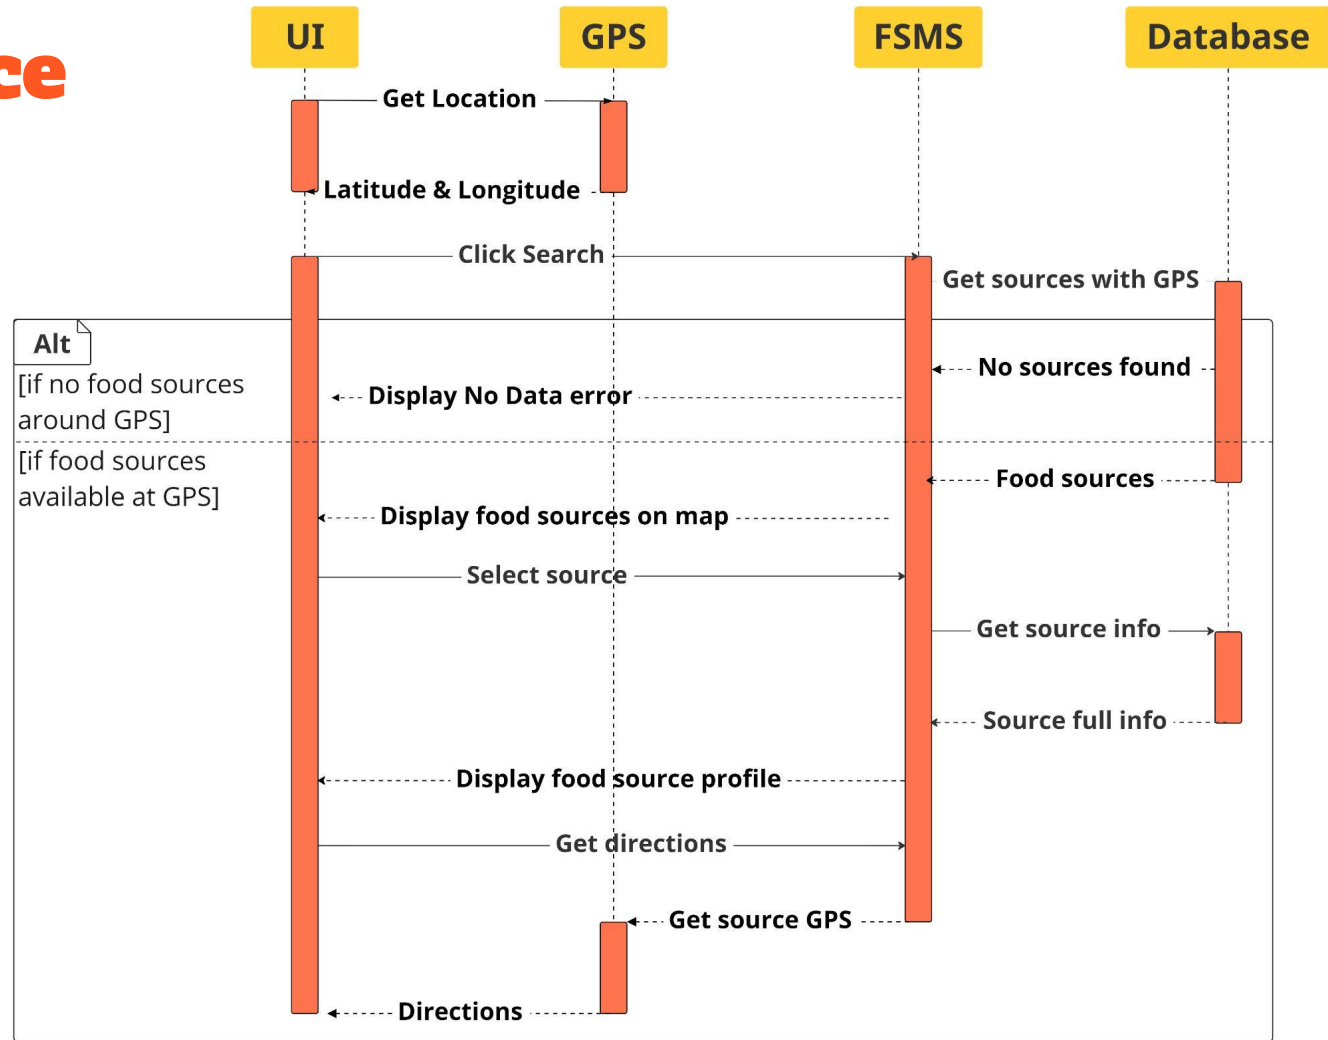 ce
UI
GPS
FSMS
Database
Get Location
Latitude & Longitude
Click Search
Get sources with GPS
Alt
[if no food sources
around GPS]
No sources found
Display No Data error
[if food sources
available at GPS]
Food sources
Display food sources on map
Select source
Get source info
Source full info
Display food source profile
Get directions
Get source GPS
Directions